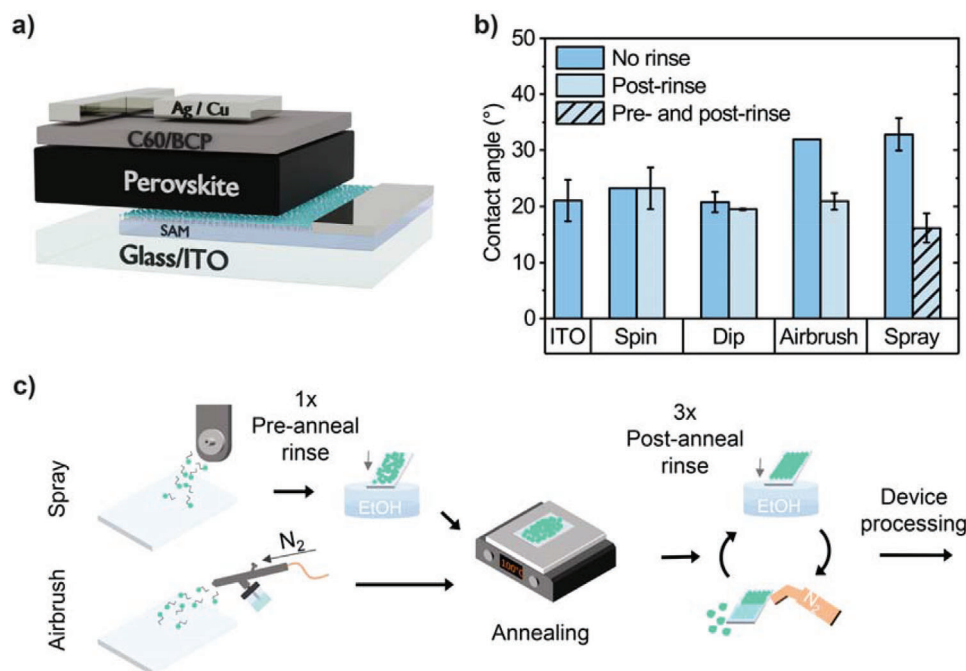 a)
Ag / Cu
C60/BCP
Perovskite
SAM
Glass/ITO
b)
Contact angle (°)
50
40
30
20
10
0
No rinse
Post-rinse
Pre- and post-rinse
ITO
Spin
Dip
Airbrush
Spray
c)
Spray
1x
Pre-anneal
rinse
EtOH
Airbrush
N2
100°C
Annealing
3x
Post-anneal
rinse
EtOH
N2
Device
processing